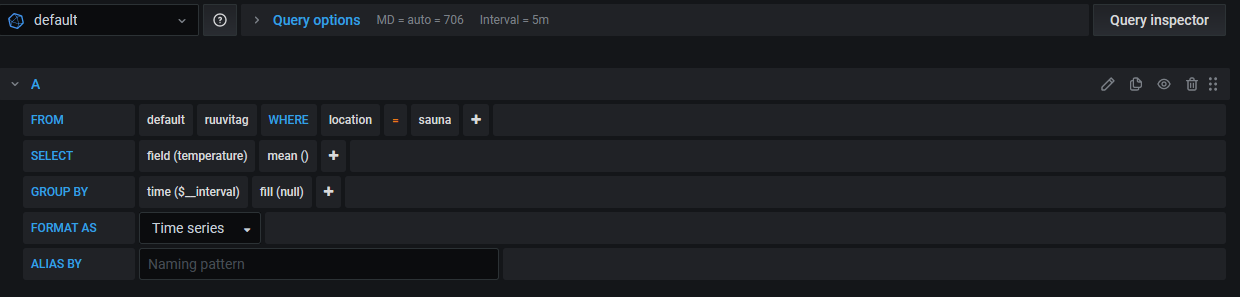 default ? Query options MD = auto = 706 Interval = 5m Query inspector
A
FROM default ruuvitag WHERE location = sauna +
SELECT field (temperature) mean () +
GROUP BY time ($__interval) fill (null) +
FORMAT AS Time series
ALIAS BY Naming pattern